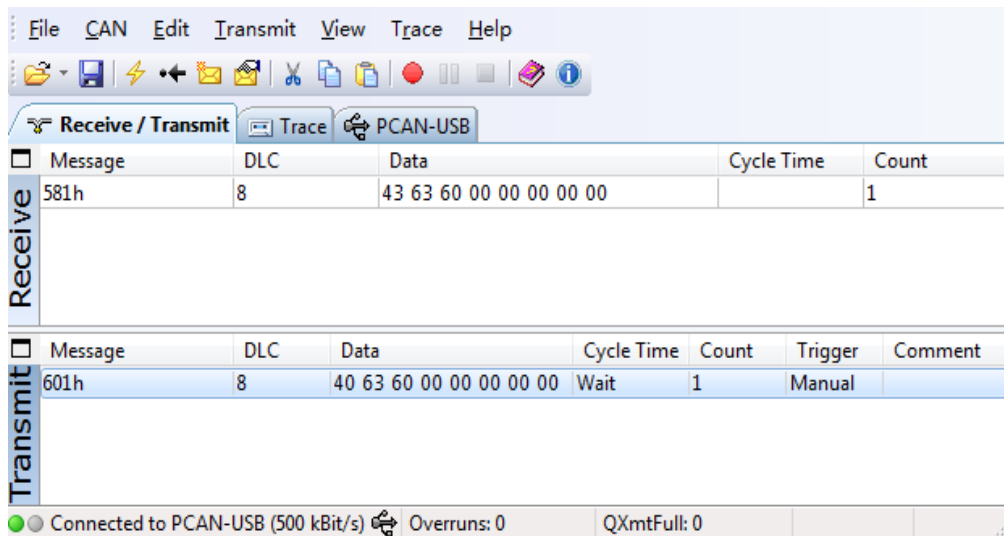 File CAN Edit Transmit View Trace Help
Receive / Transmit Trace PCAN-USB
Message DLC Data Cycle Time Count
581h 8 43 63 60 00 00 00 00 00 1
Receive
Message DLC Data Cycle Time Count Trigger Comment
601h 8 40 63 60 00 00 00 00 00 Wait 1 Manual
Transmit
Connected to PCAN-USB (500 kBit/s) Overruns: 0 QXmtFull: 0